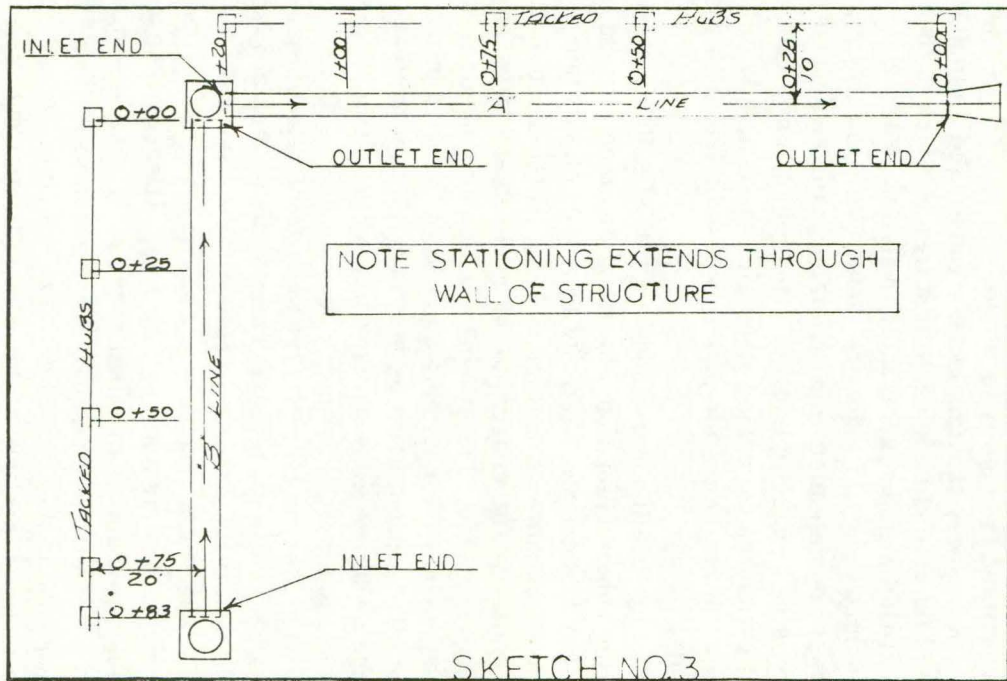 TACKED HUBS
INLET END
+20
1+00
0+75
0+50
0+25
10'
0+00
"A" LINE
0+00
OUTLET END
OUTLET END
NOTE STATIONING EXTENDS THROUGH
WALL OF STRUCTURE
0+25
TACKED HUBS
0+50
"B" LINE
0+75
20'
0+83
INLET END
SKETCH NO.3